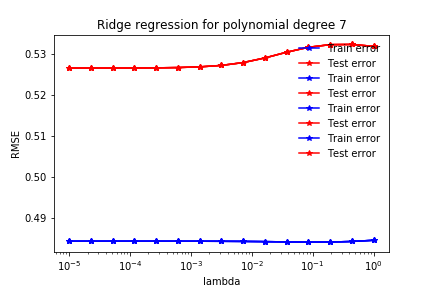 Ridge regression for polynomial degree 7
0.53
0.52
0.51
0.50
0.49
RMSE
10⁻⁵
10⁻⁴
10⁻³
10⁻²
10⁻¹
10⁰
lambda
Train error
Test error
Train error
Test error
Train error
Test error
Train error
Test error